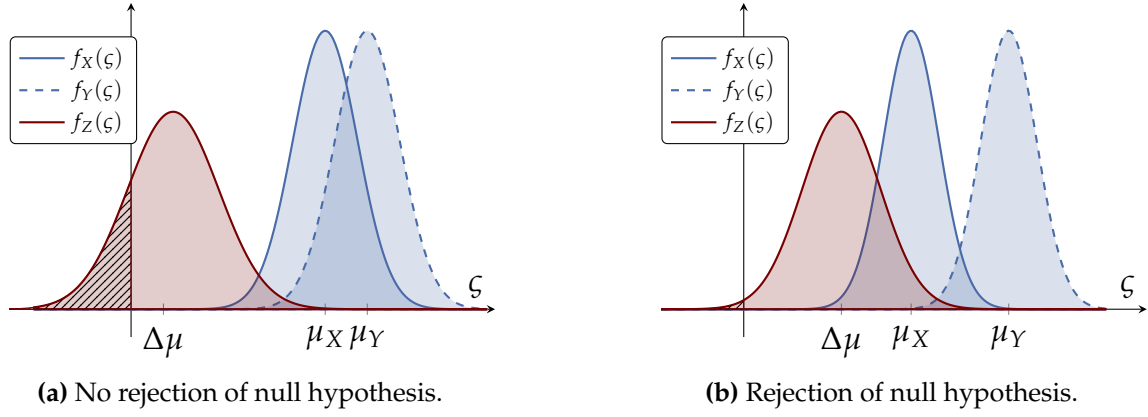 f_X(ς)
f_Y(ς)
f_Z(ς)
ς
Δμ
μ_X μ_Y
(a) No rejection of null hypothesis.
f_X(ς)
f_Y(ς)
f_Z(ς)
ς
Δμ
μ_X
μ_Y
(b) Rejection of null hypothesis.